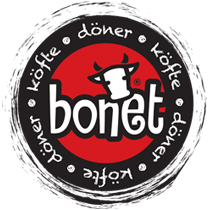 döner • köfte • döner • köfte • döner • köfte •
bonet®